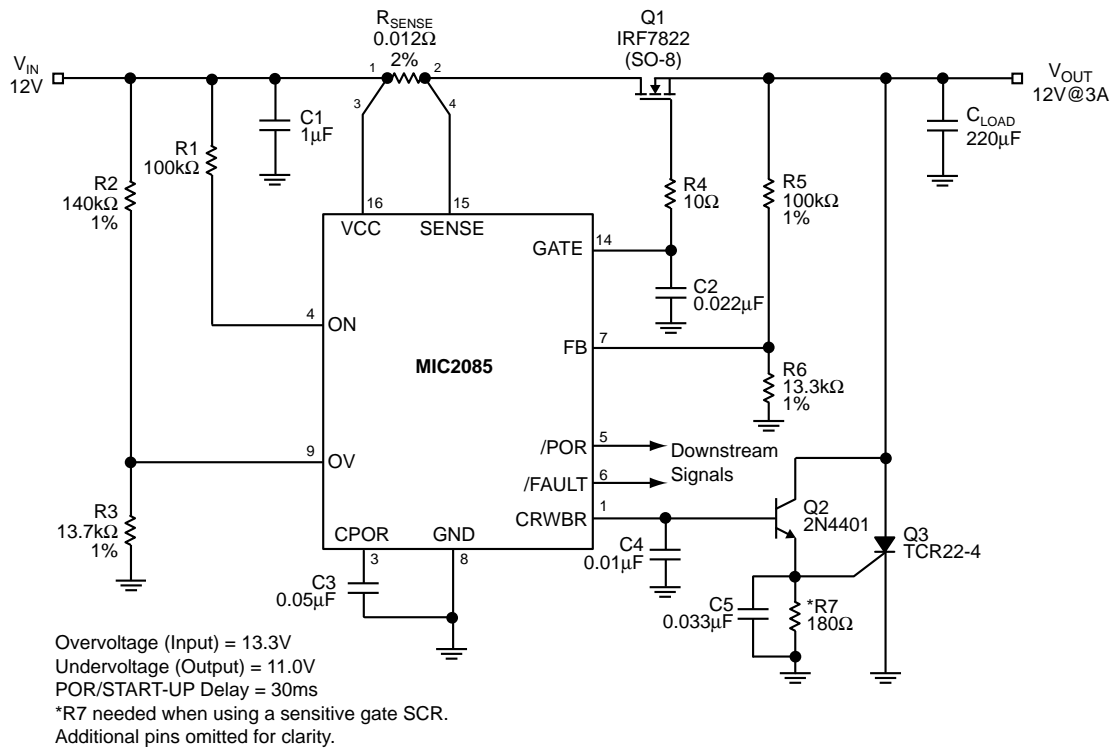 R_SENSE
0.012Ω
2%
Q1
IRF7822
(SO-8)
V_IN
12V
1
2
3
4
V_OUT
12V@3A
C1
1µF
C_LOAD
220µF
R1
100kΩ
R2
140kΩ
1%
R4
10Ω
R5
100kΩ
1%
16
15
VCC
SENSE
GATE
14
C2
0.022µF
4
ON
FB
7
MIC2085
R6
13.3kΩ
1%
9
OV
/POR
5
Downstream
Signals
/FAULT
6
CRWBR
1
Q2
2N4401
Q3
TCR22-4
R3
13.7kΩ
1%
CPOR
GND
3
8
C3
0.05µF
C4
0.01µF
C5
0.033µF
*R7
180Ω
Overvoltage (Input) = 13.3V
Undervoltage (Output) = 11.0V
POR/START-UP Delay = 30ms
*R7 needed when using a sensitive gate SCR.
Additional pins omitted for clarity.